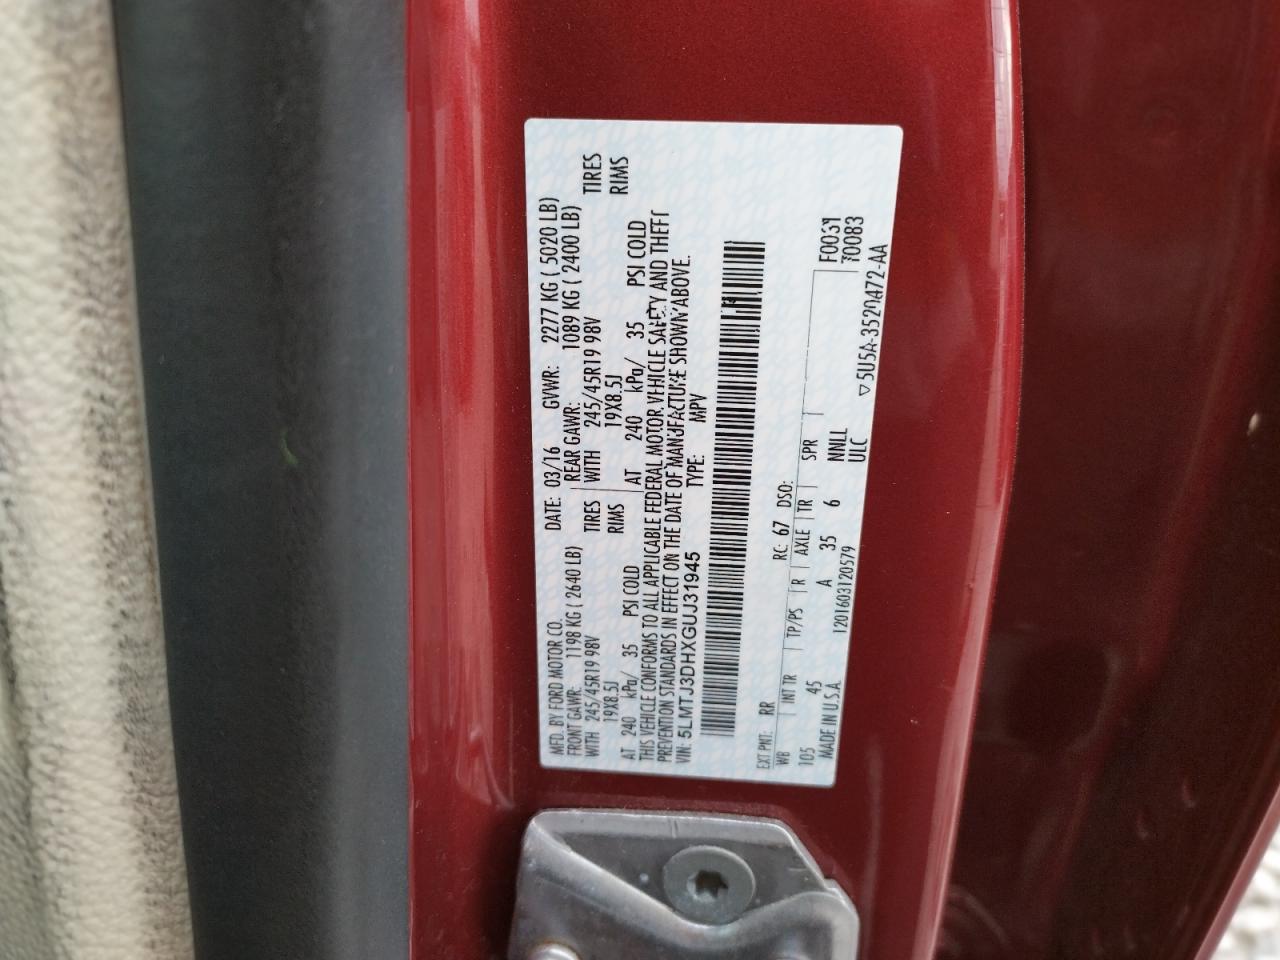 MFD. BY FORD MOTOR CO. DATE: 03/16 GVWR: 2277 KG ( 5020 LB)
FRONT GAWR: 1198 KG ( 2640 LB) REAR GAWR: 1089 KG ( 2400 LB)
WITH 245/45R19 98V TIRES WITH 245/45R19 98V TIRES
19X8.5J RIMS 19X8.5J RIMS
AT 240 kPa/ 35 PSI COLD AT 240 kPa/ 35 PSI COLD
THIS VEHICLE CONFORMS TO ALL APPLICABLE FEDERAL MOTOR VEHICLE SAFETY AND THEFT
PREVENTION STANDARDS IN EFFECT ON THE DATE OF MANUFACTURE SHOWN ABOVE.
VIN: 5LMTJ3DHXGUJ31945 TYPE: MPV
EXT PNT: RR RC: 67 DSO:
WB INT TR TP/PS R AXLE TR SPR
105 45 A 35 6 NNLL
MADE IN U.S.A. 1201603120579 ULC
F0031
T0083
▽5U5A-3520472-AA